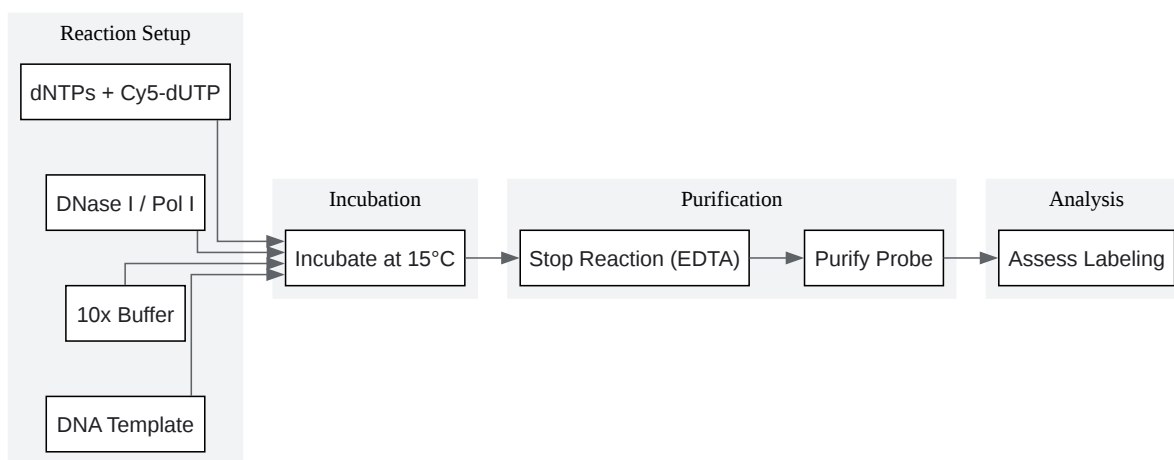 Reaction Setup
dNTPs + Cy5-dUTP
DNase I / Pol I
10x Buffer
DNA Template
Incubation
Incubate at 15°C
Purification
Stop Reaction (EDTA)
Purify Probe
Analysis
Assess Labeling